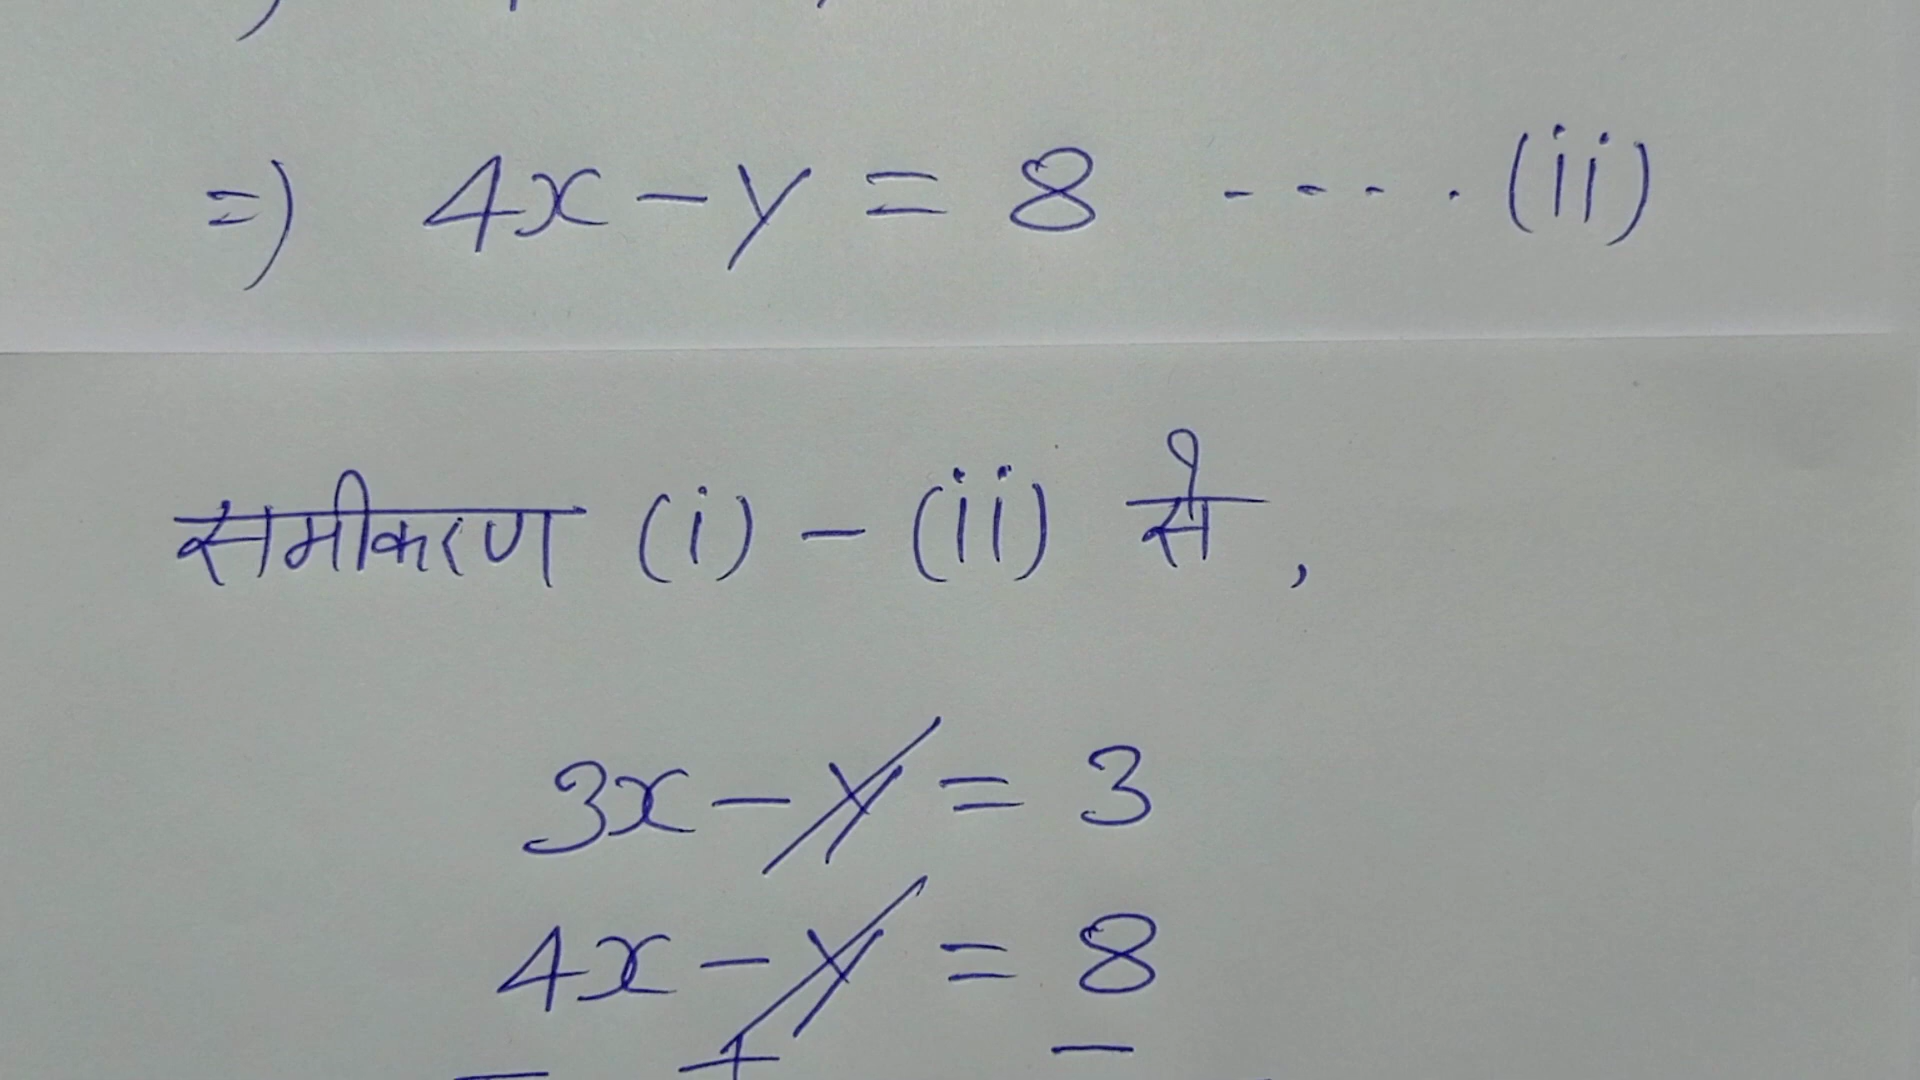 =) 4x - y = 8 - - - . (ii)
समीकरण (i) - (ii) से ,
3x - y = 3
4x - y = 8
- + -